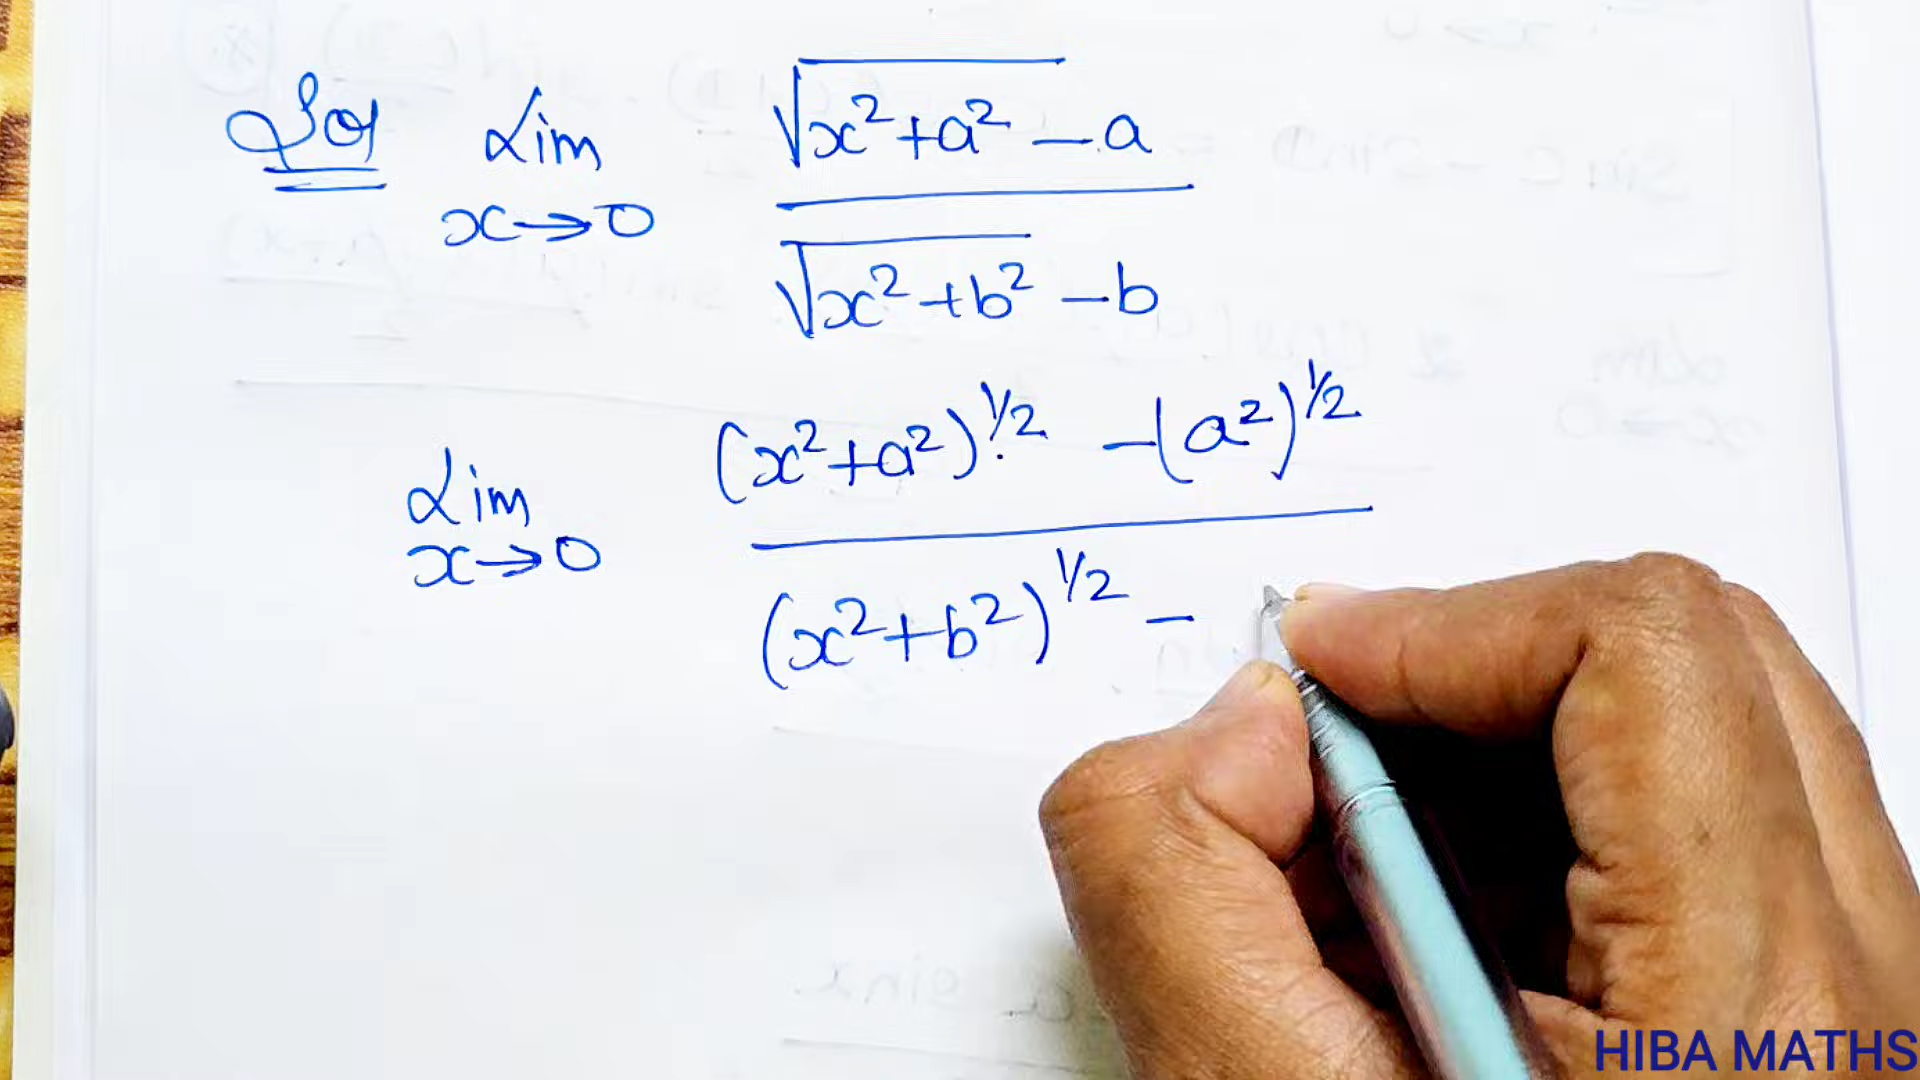 Sol Lim √x²+a² - a
x→0 √x²+b² - b
Lim (x²+a²)^1/2 - (a²)^1/2
x→0 (x²+b²)^1/2 -
HIBA MATHS